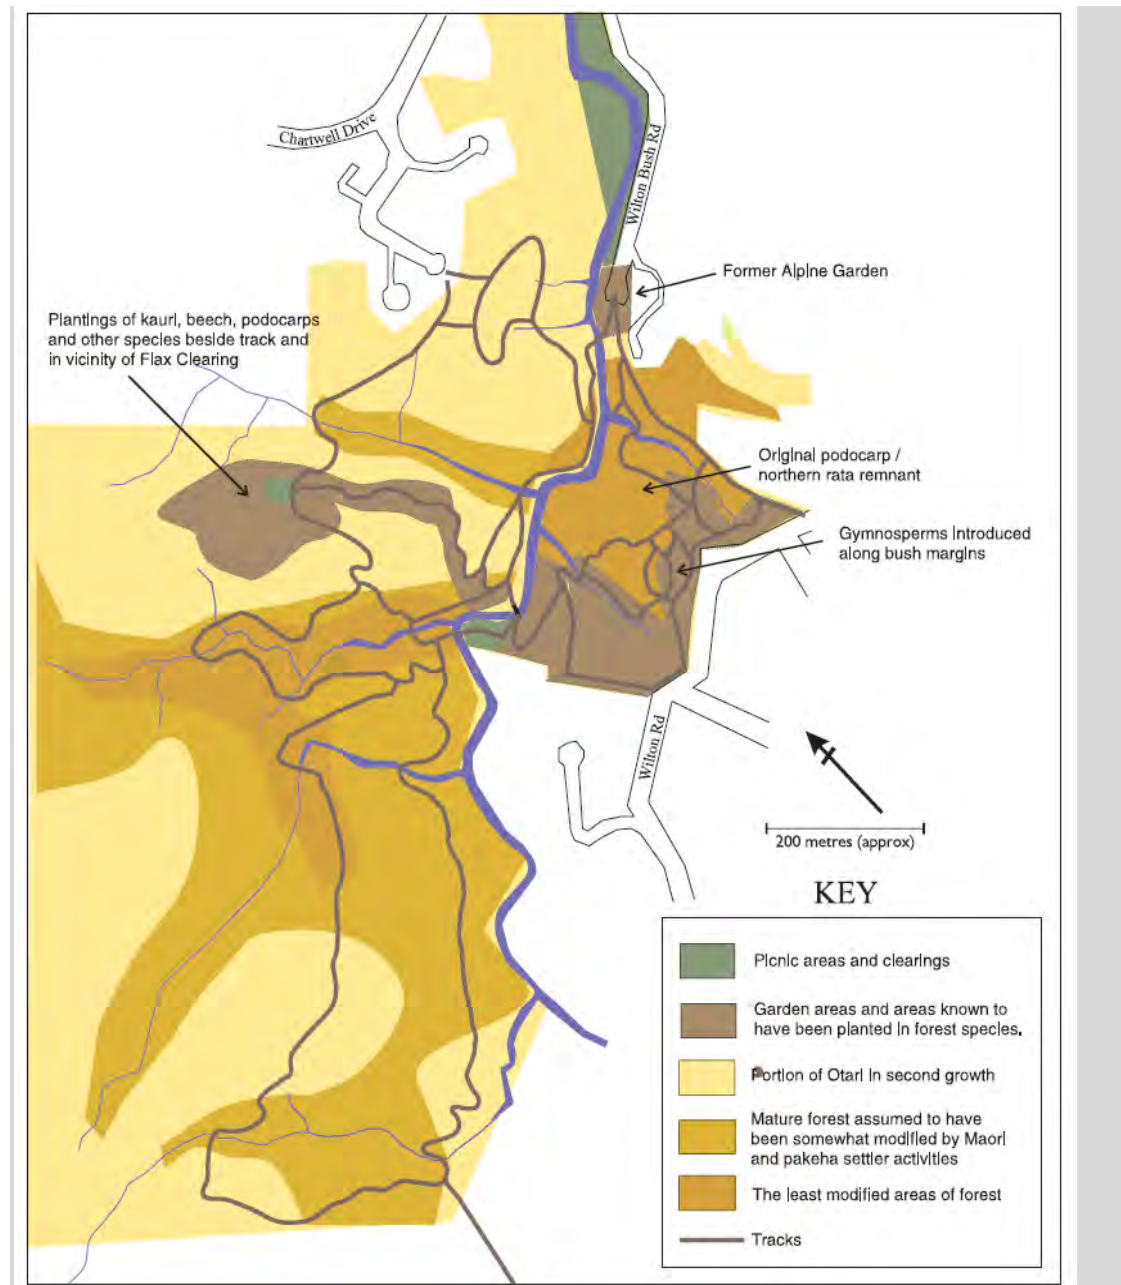 Chartwell Drive
Wilton Bush Rd
Former Alpine Garden
Plantings of kauri, beech, podocarps
and other species beside track and
in vicinity of Flax Clearing
Original podocarp /
northern rata remnant
Gymnosperms introduced
along bush margins
Wilton Rd
200 metres (approx)
KEY
Picnic areas and clearings
Garden areas and areas known to
have been planted in forest species.
Portion of Otari in second growth
Mature forest assumed to have
been somewhat modified by Maori
and pakeha settler activities
The least modified areas of forest
Tracks